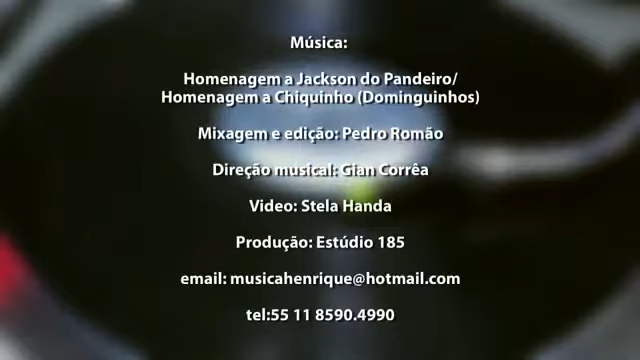 Música:
Homenagem a Jackson do Pandeiro/
Homenagem a Chiquinho (Dominguinhos)
Mixagem e edição: Pedro Romão
Direção musical: Gian Corrêa
Video: Stela Handa
Produção: Estúdio 185
email: musicahenrique@hotmail.com
tel:55 11 8590.4990